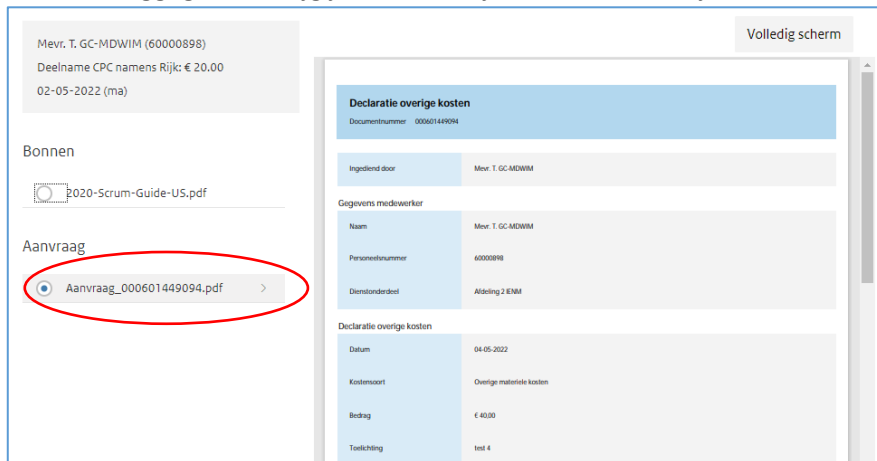 Volledig scherm
Mevr. T. GC-MDWIM (60000898)
Deelname CPC namens Rijk: € 20.00
02-05-2022 (ma)
Bonnen
2020-Scrum-Guide-US.pdf
Aanvraag
Aanvraag_000601449094.pdf
Declaratie overige kosten
Documentnummer 000601449094
Ingediend door Mevr. T. GC-MDWIM
Gegevens medewerker
Naam Mevr. T. GC-MDWIM
Personeelsnummer 60000898
Dienstonderdeel Afdeling 2 IENM
Declaratie overige kosten
Datum 04-05-2022
Kostensoort Overige materiele kosten
Bedrag € 40,00
Toelichting test 4